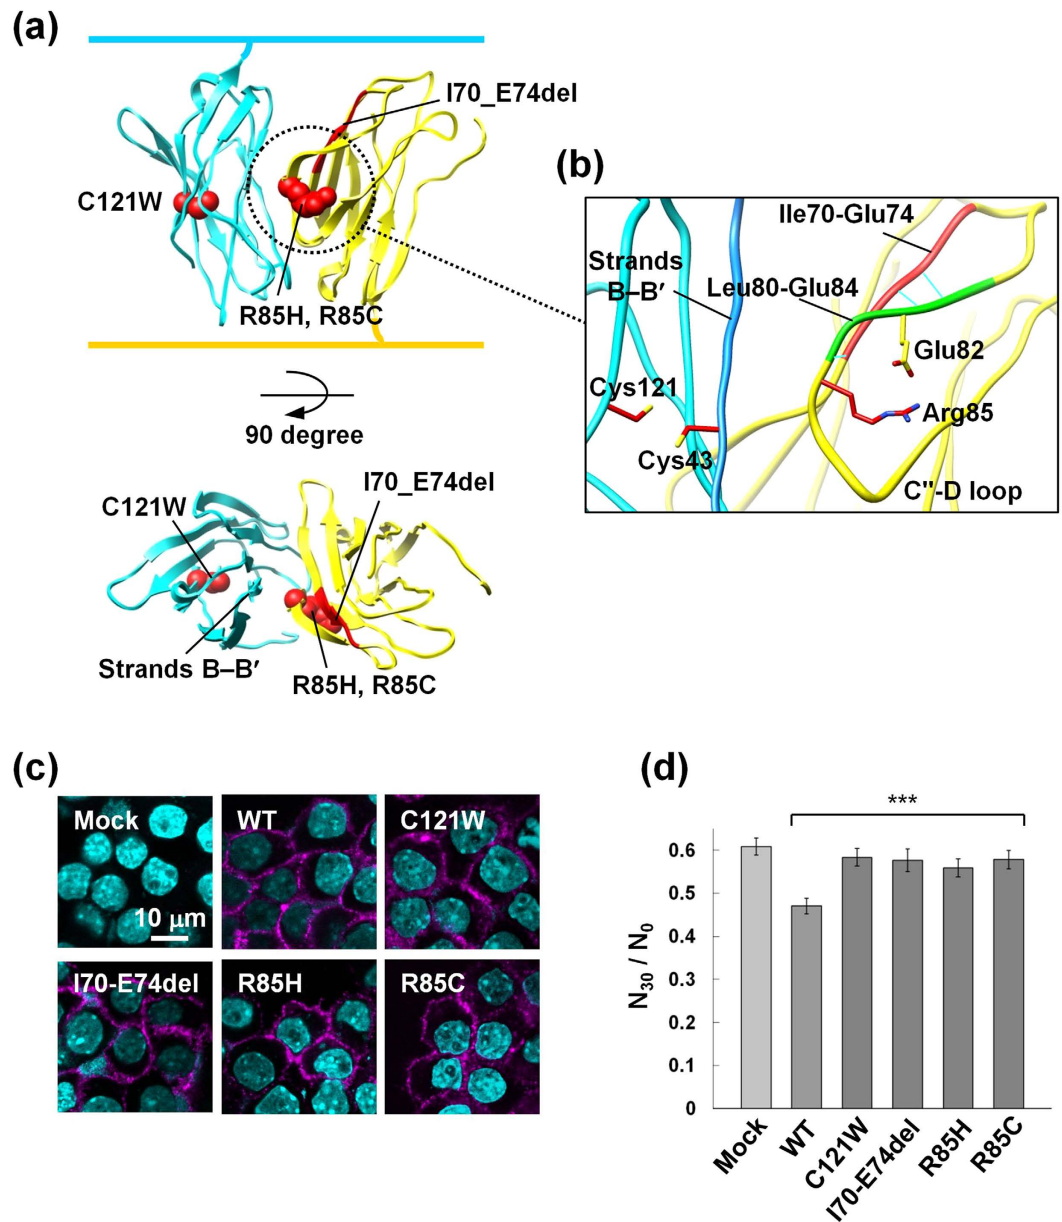 (a)
I70_E74del
C121W
R85H, R85C
90 degree
I70_E74del
C121W
Strands B–B′
R85H, R85C
(b)
Ile70-Glu74
Strands
B–B′
Leu80-Glu84
Glu82
Cys121
Arg85
Cys43
C"-D loop
(c)
Mock
WT
C121W
10 μm
I70-E74del
R85H
R85C
(d)
***
0.6
0.5
0.4
0.3
0.2
0.1
0
N30 / N0
Mock
WT
C121W
I70-E74del
R85H
R85C